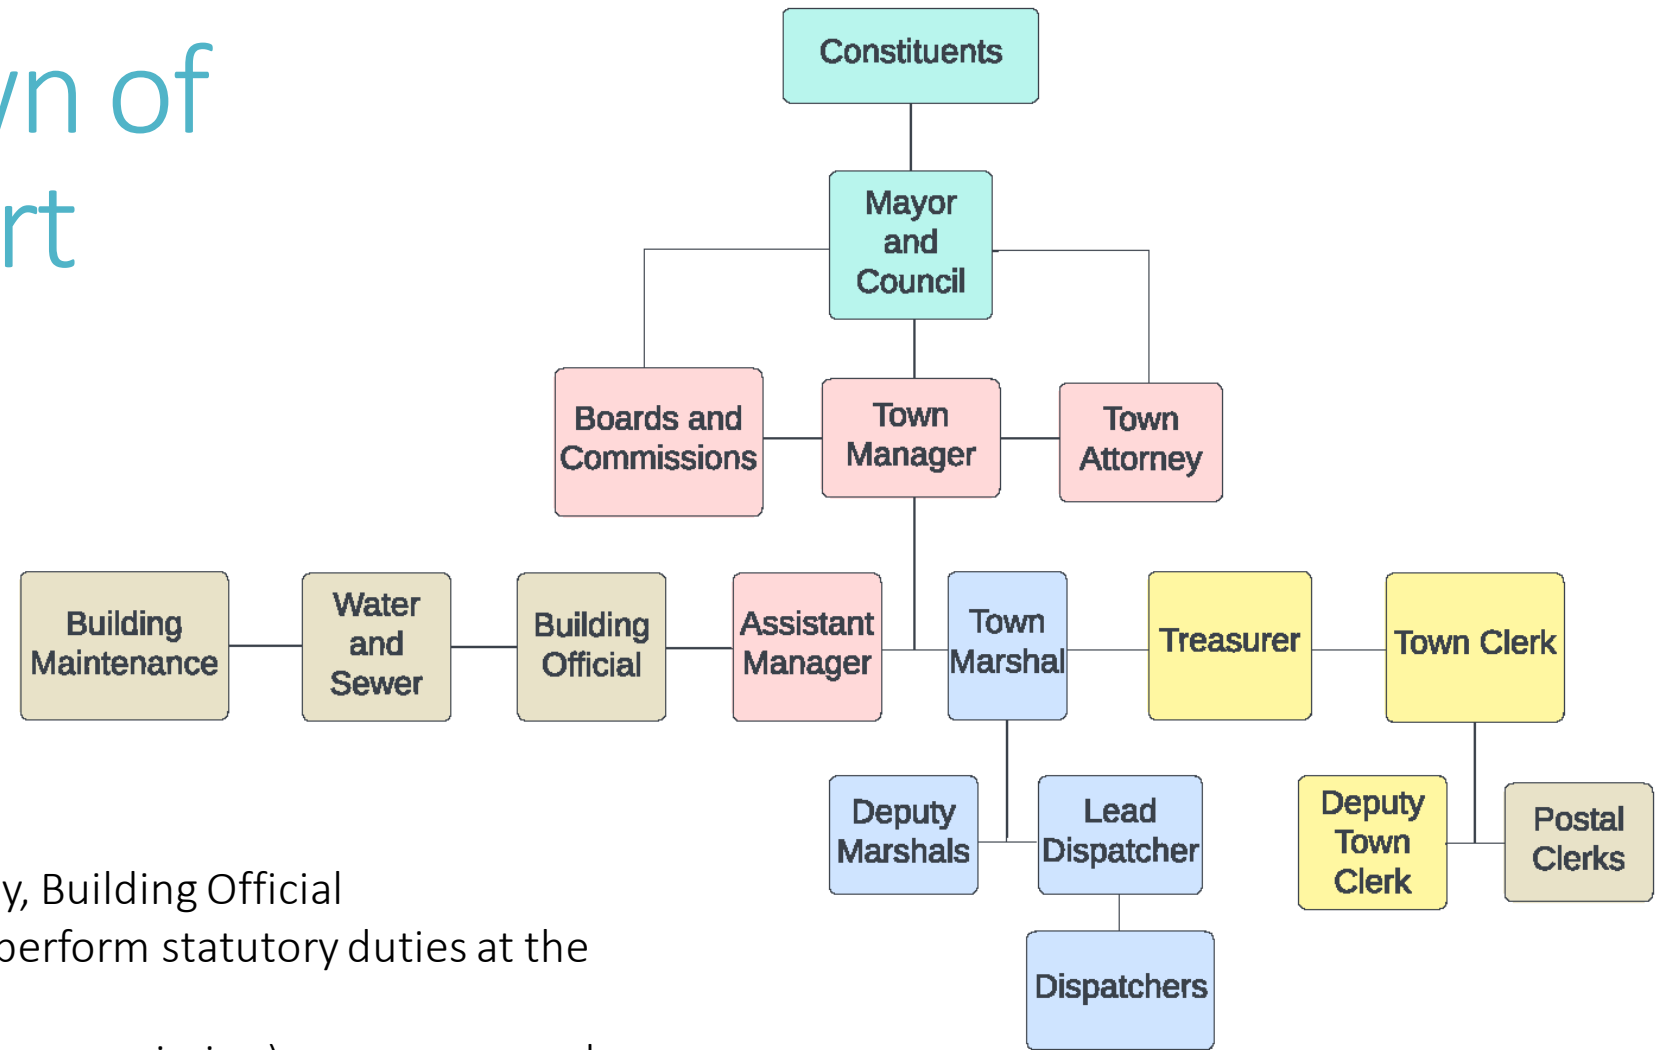 wn of
rt
Constituents
Mayor
and
Council
Boards and
Commissions
Town
Manager
Town
Attorney
Building
Maintenance
Water
and
Sewer
Building
Official
Assistant
Manager
Town
Marshal
Treasurer
Town Clerk
Deputy
Marshals
Lead
Dispatcher
Deputy
Town
Clerk
Postal
Clerks
Dispatchers
y, Building Official
perform statutory duties at the